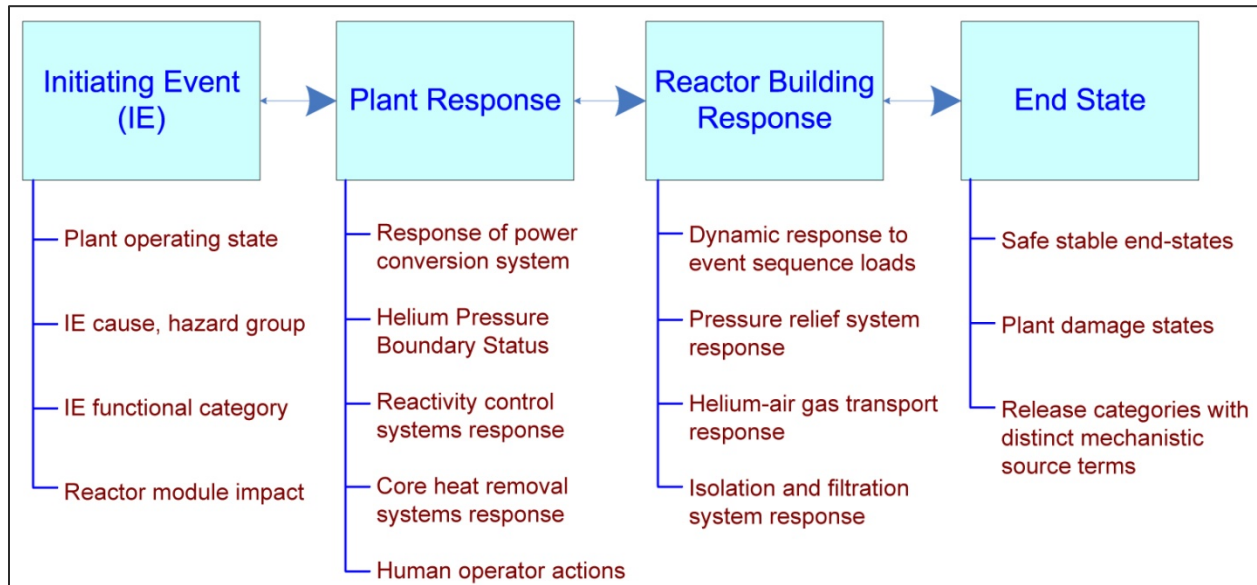 Initiating Event
(IE)
Plant operating state
IE cause, hazard group
IE functional category
Reactor module impact
Plant Response
Response of power
conversion system
Helium Pressure
Boundary Status
Reactivity control
systems response
Core heat removal
systems response
Human operator actions
Reactor Building
Response
Dynamic response to
event sequence loads
Pressure relief system
response
Helium-air gas transport
response
Isolation and filtration
system response
End State
Safe stable end-states
Plant damage states
Release categories with
distinct mechanistic
source terms